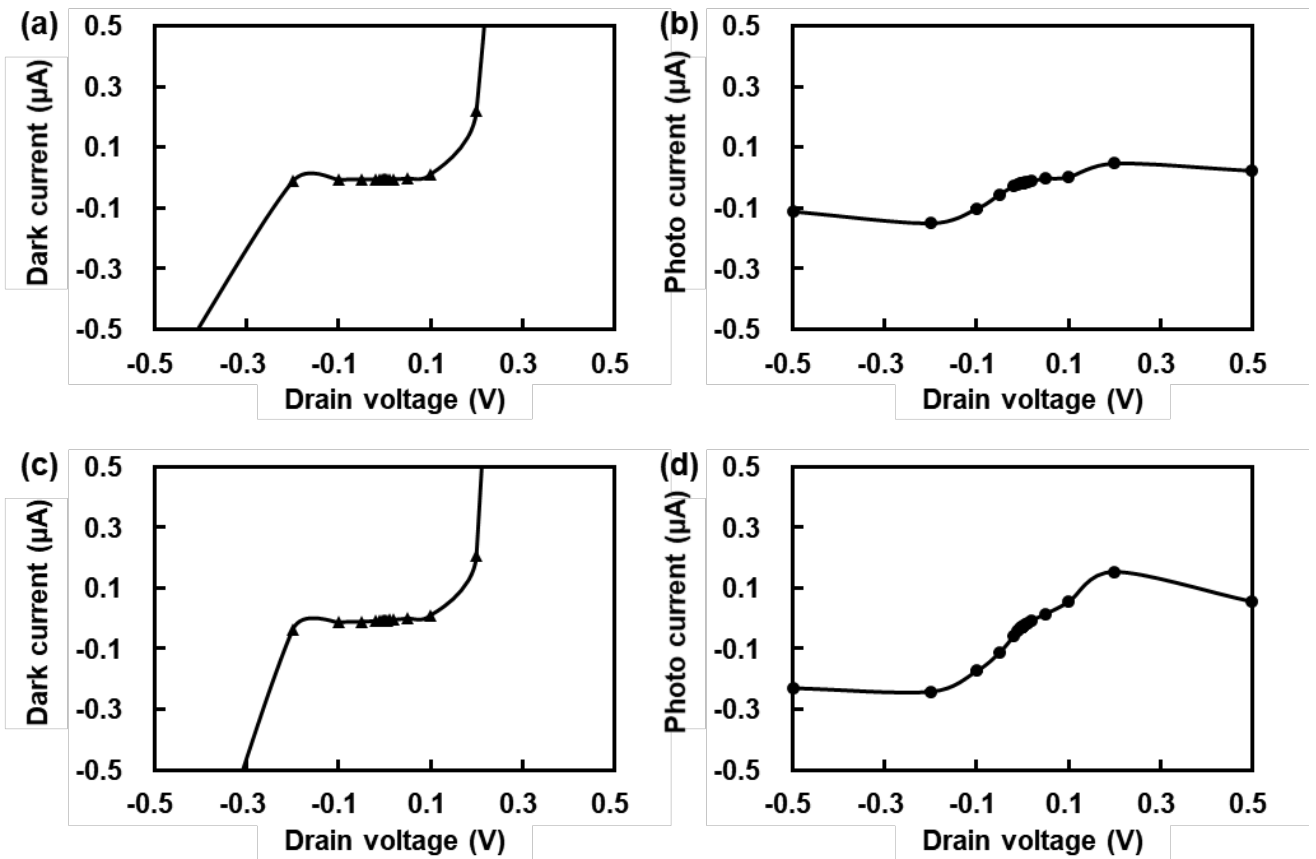 (a)
0.5
0.3
0.1
-0.1
-0.3
-0.5
Dark current (µA)
-0.5 -0.3 -0.1 0.1 0.3 0.5
Drain voltage (V)
(b)
0.5
0.3
0.1
-0.1
-0.3
-0.5
Photo current (µA)
-0.5 -0.3 -0.1 0.1 0.3 0.5
Drain voltage (V)
(c)
0.5
0.3
0.1
-0.1
-0.3
-0.5
Dark current (µA)
-0.5 -0.3 -0.1 0.1 0.3 0.5
Drain voltage (V)
(d)
0.5
0.3
0.1
-0.1
-0.3
-0.5
Photo current (µA)
-0.5 -0.3 -0.1 0.1 0.3 0.5
Drain voltage (V)